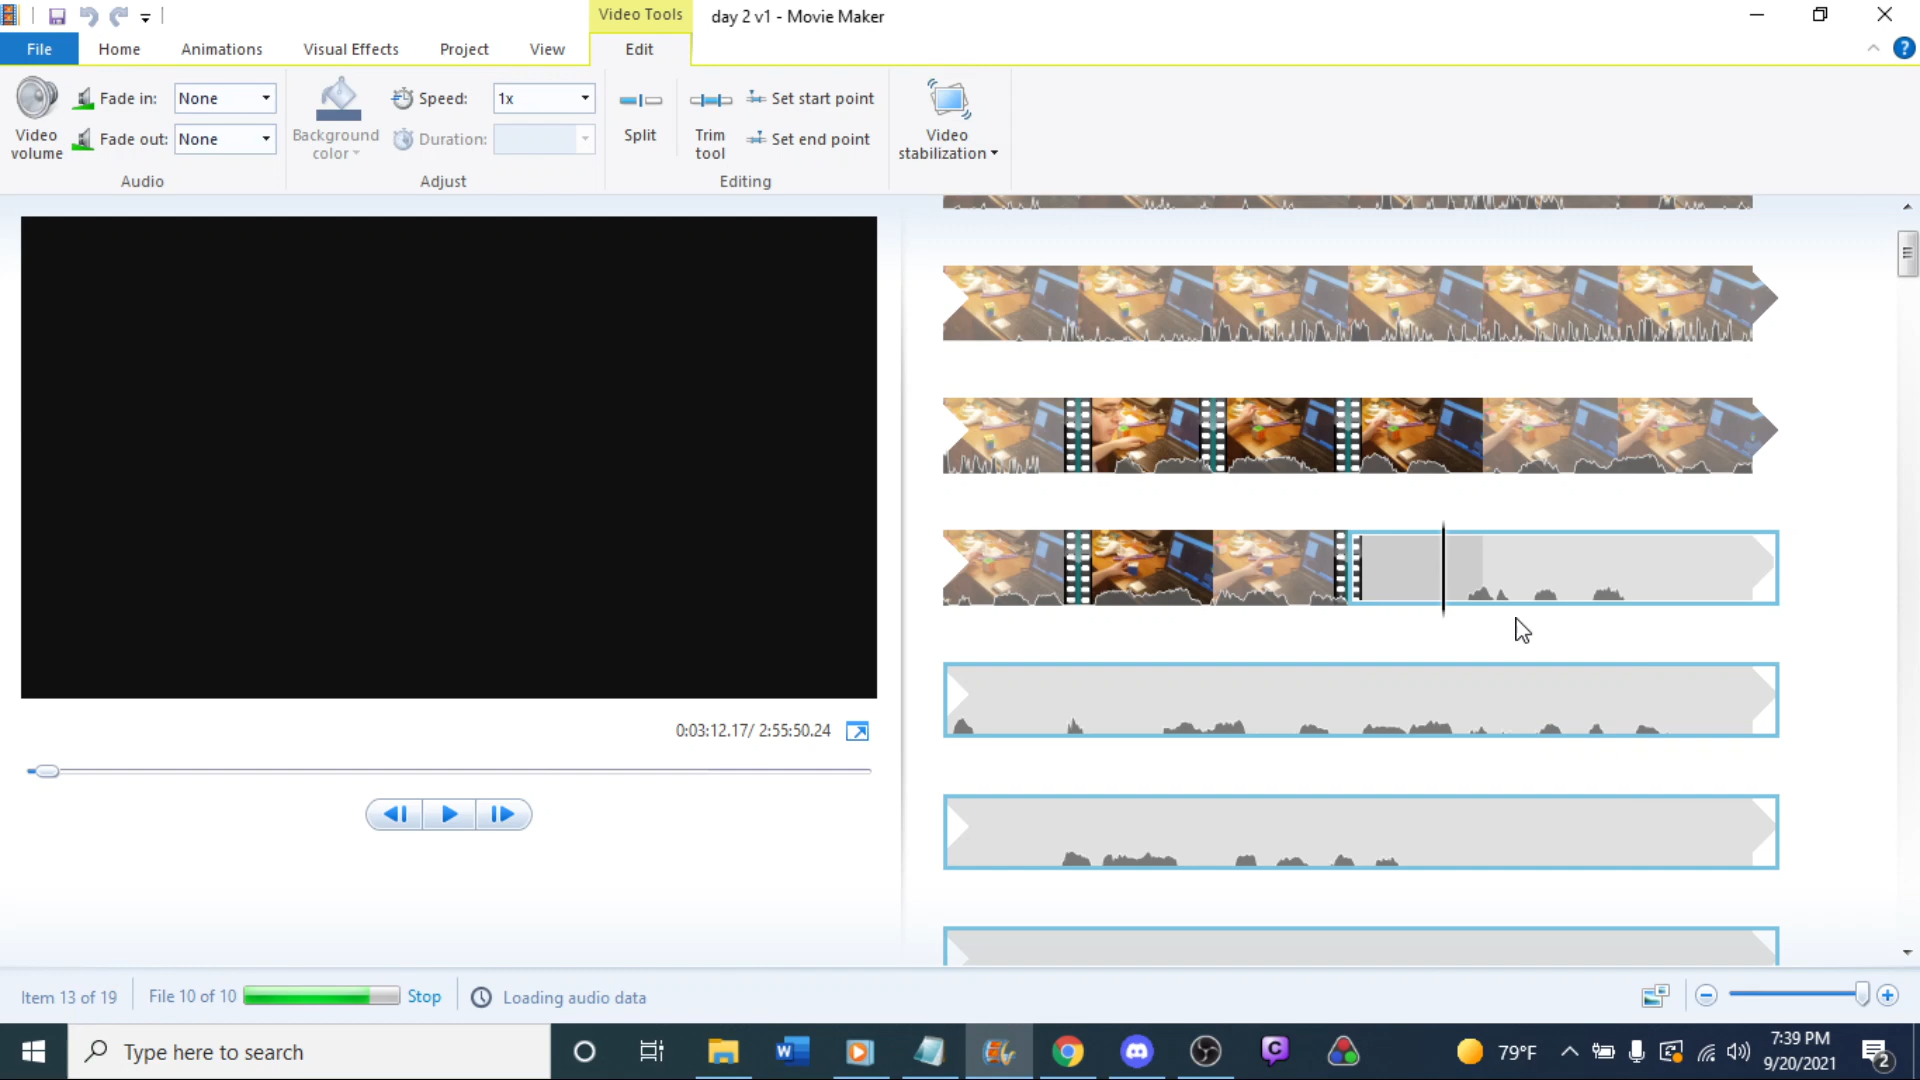 Video Tools
day 2 v1 - Movie Maker
File
Home
Animations
Visual Effects
Project
View
Edit
Video volume
Fade in: None
Fade out: None
Audio
Background color
Speed: 1x
Duration:
Adjust
Split
Trim tool
Set start point
Set end point
Editing
Video stabilization
0:03:12.17/ 2:55:50.24
Item 13 of 19
File 10 of 10
Stop
Loading audio data
Type here to search
79°F
7:39 PM
9/20/2021
2